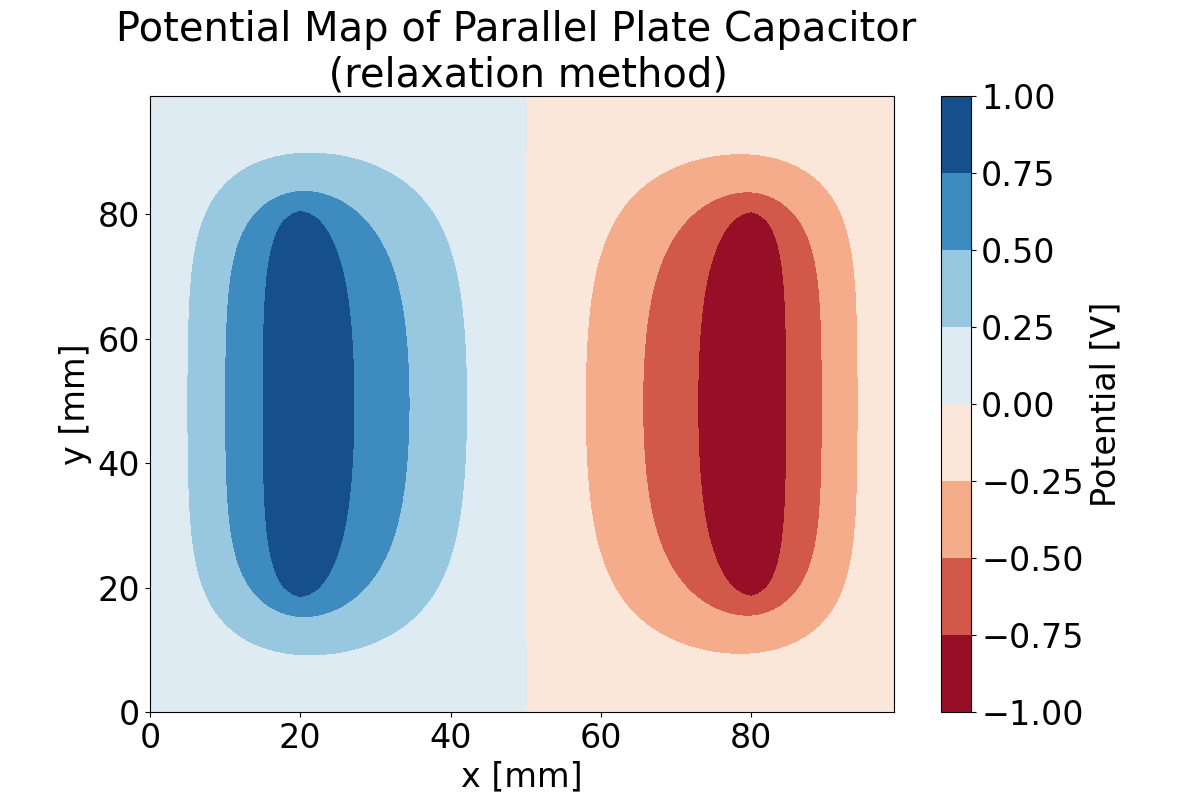 Potential Map of Parallel Plate Capacitor
(relaxation method)
1.00
0.75
0.50
0.25
0.00
−0.25
−0.50
−0.75
−1.00
Potential [V]
80
60
40
20
0
y [mm]
0 20 40 60 80
x [mm]